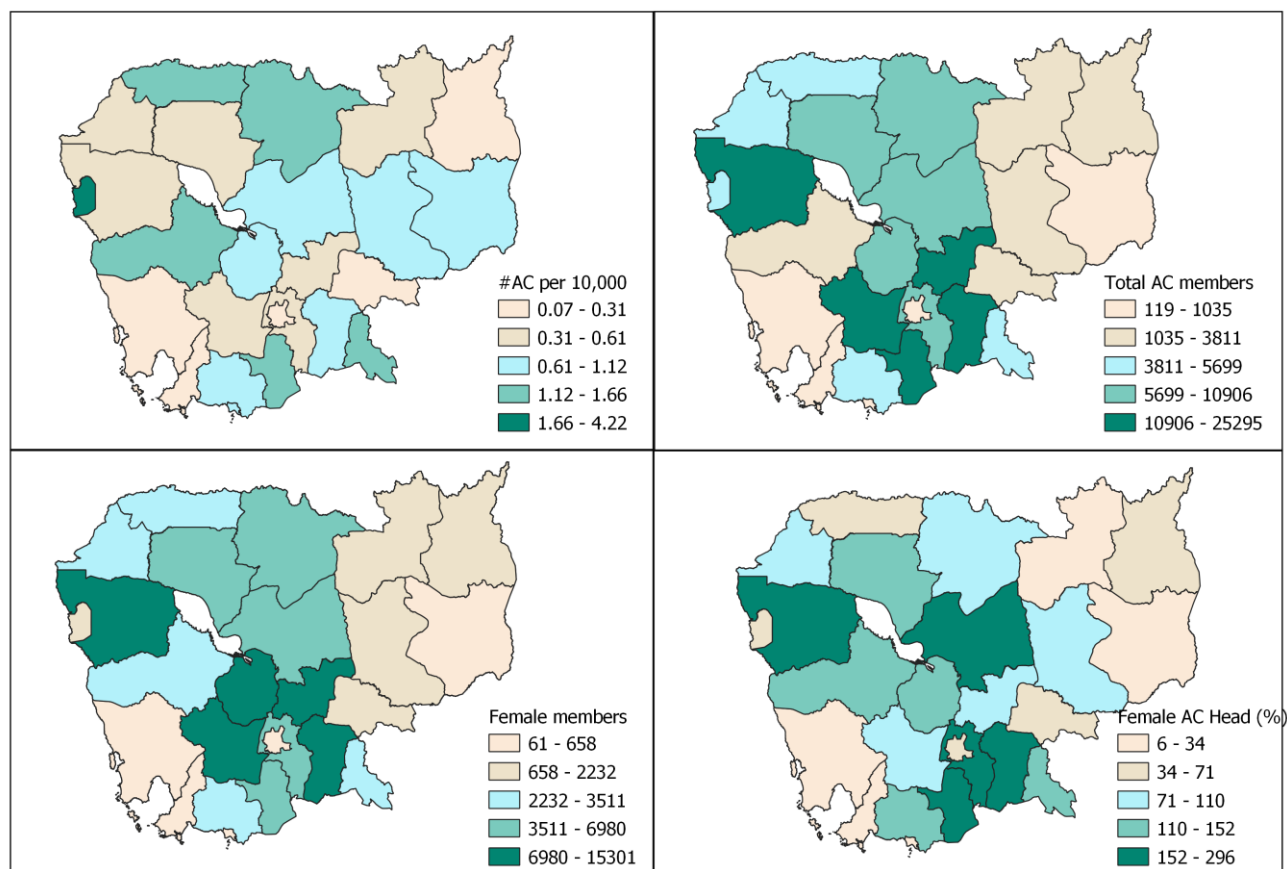 #AC per 10,000
0.07 - 0.31
0.31 - 0.61
0.61 - 1.12
1.12 - 1.66
1.66 - 4.22
Total AC members
119 - 1035
1035 - 3811
3811 - 5699
5699 - 10906
10906 - 25295
Female members
61 - 658
658 - 2232
2232 - 3511
3511 - 6980
6980 - 15301
Female AC Head (%)
6 - 34
34 - 71
71 - 110
110 - 152
152 - 296